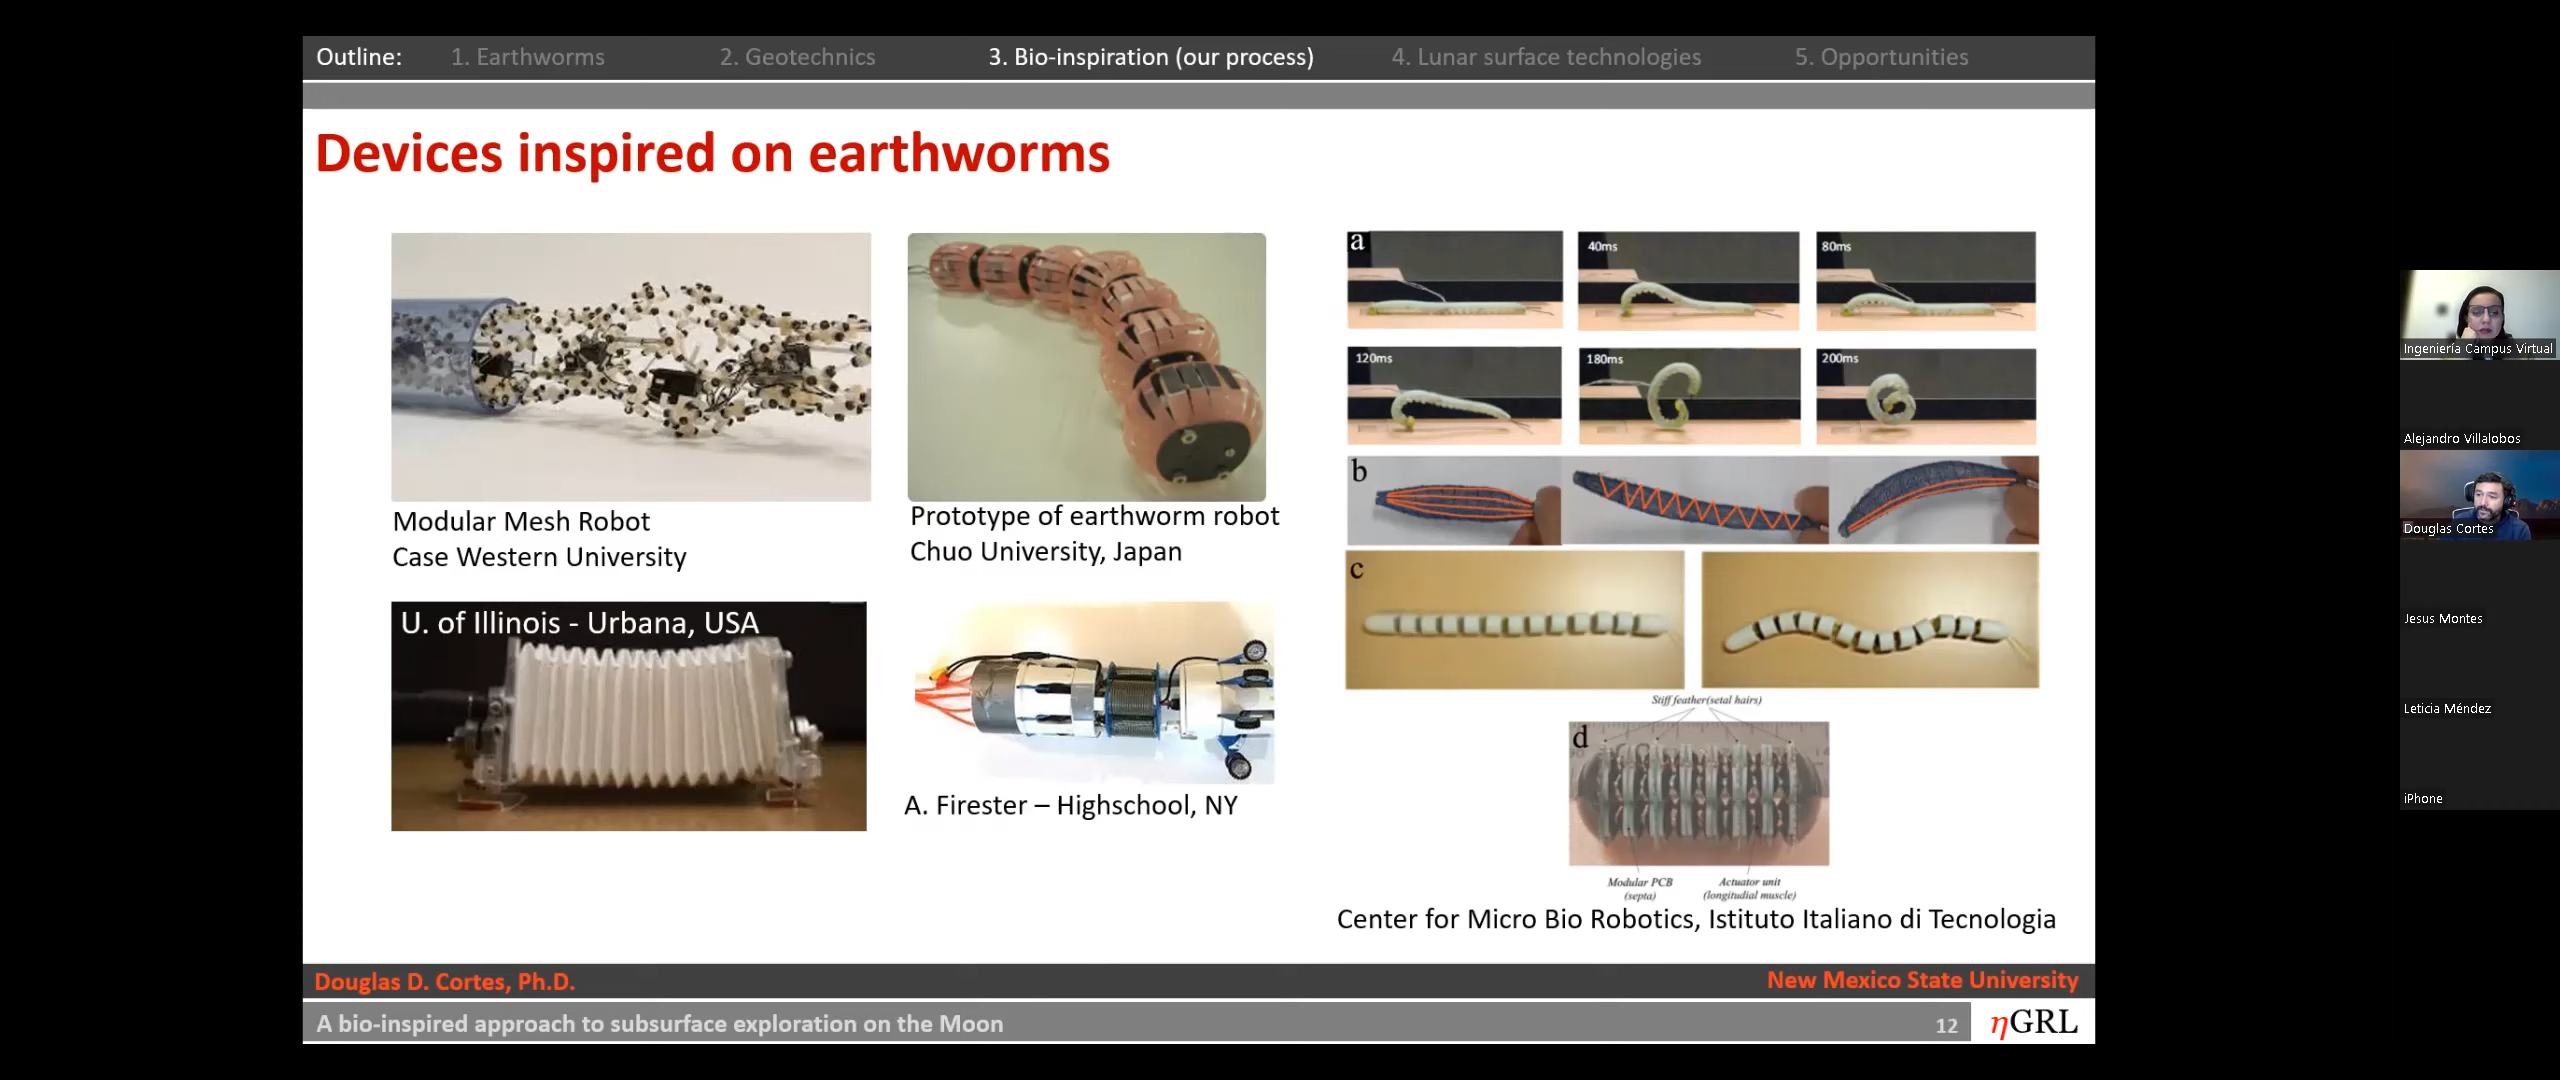 Outline: 1. Earthworms 2. Geotechnics 3. Bio-inspiration (our process) 4. Lunar surface technologies 5. Opportunities
Devices inspired on earthworms
Modular Mesh Robot
Case Western University
Prototype of earthworm robot
Chuo University, Japan
U. of Illinois - Urbana, USA
A. Firester – Highschool, NY
a
40ms
80ms
120ms
180ms
200ms
b
c
Stiff feather(setal hairs)
d
Modular PCB
(septa)
Actuator unit
(longitudial muscle)
Center for Micro Bio Robotics, Istituto Italiano di Tecnologia
Douglas D. Cortes, Ph.D.
New Mexico State University
A bio-inspired approach to subsurface exploration on the Moon
12
ηGRL
Ingeniería Campus Virtual
Alejandro Villalobos
Douglas Cortes
Jesus Montes
Leticia Méndez
iPhone